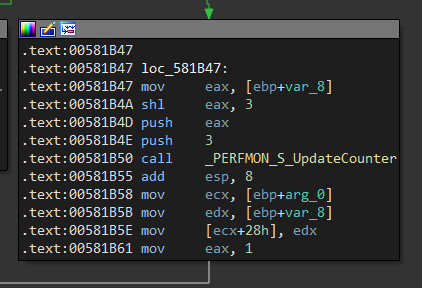 .text:00581B47
.text:00581B47 loc_581B47:
.text:00581B47 mov eax, [ebp+var_8]
.text:00581B4A shl eax, 3
.text:00581B4D push eax
.text:00581B4E push 3
.text:00581B50 call _PERFMON_S_UpdateCounter
.text:00581B55 add esp, 8
.text:00581B58 mov ecx, [ebp+arg_0]
.text:00581B5B mov edx, [ebp+var_8]
.text:00581B5E mov [ecx+28h], edx
.text:00581B61 mov eax, 1